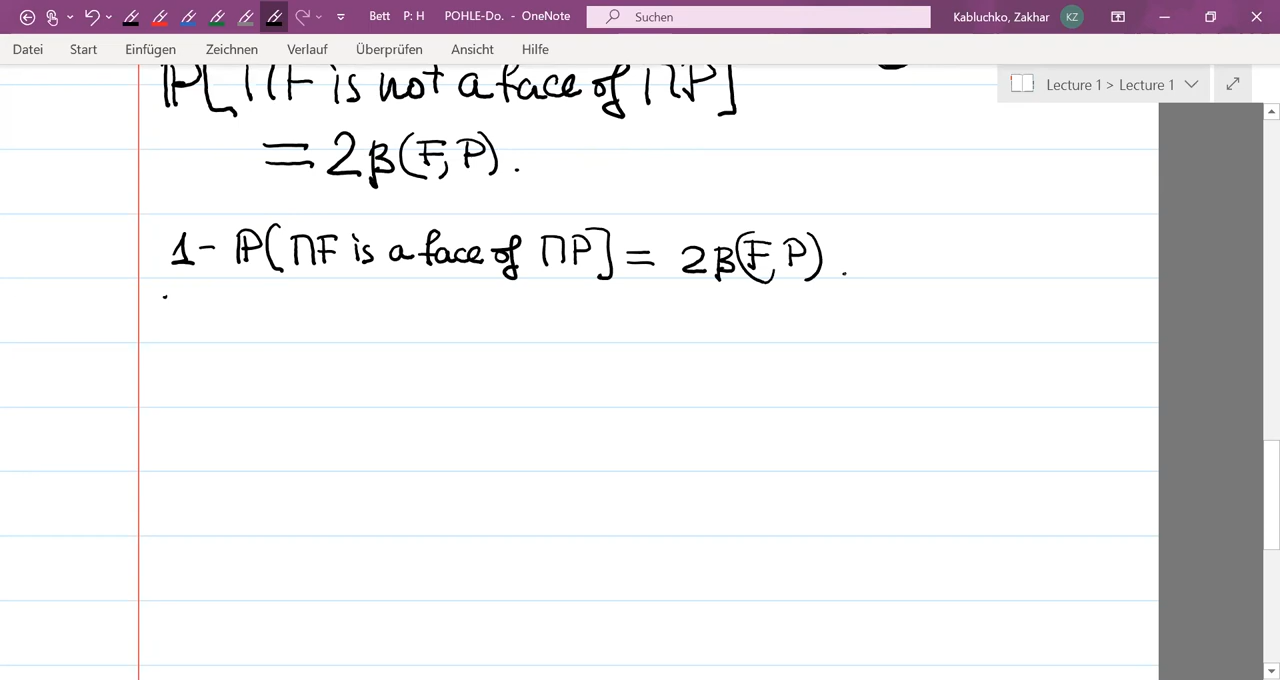 Bett P: H POHLE-Do. - OneNote Suchen Kabluchko, Zakhar KZ
Datei Start Einfügen Zeichnen Verlauf Überprüfen Ansicht Hilfe
Lecture 1 > Lecture 1
ℙ[ΠF is not a face of ΠP]
= 2β(F,P).
1 - ℙ[ΠF is a face of ΠP] = 2β(F,P).